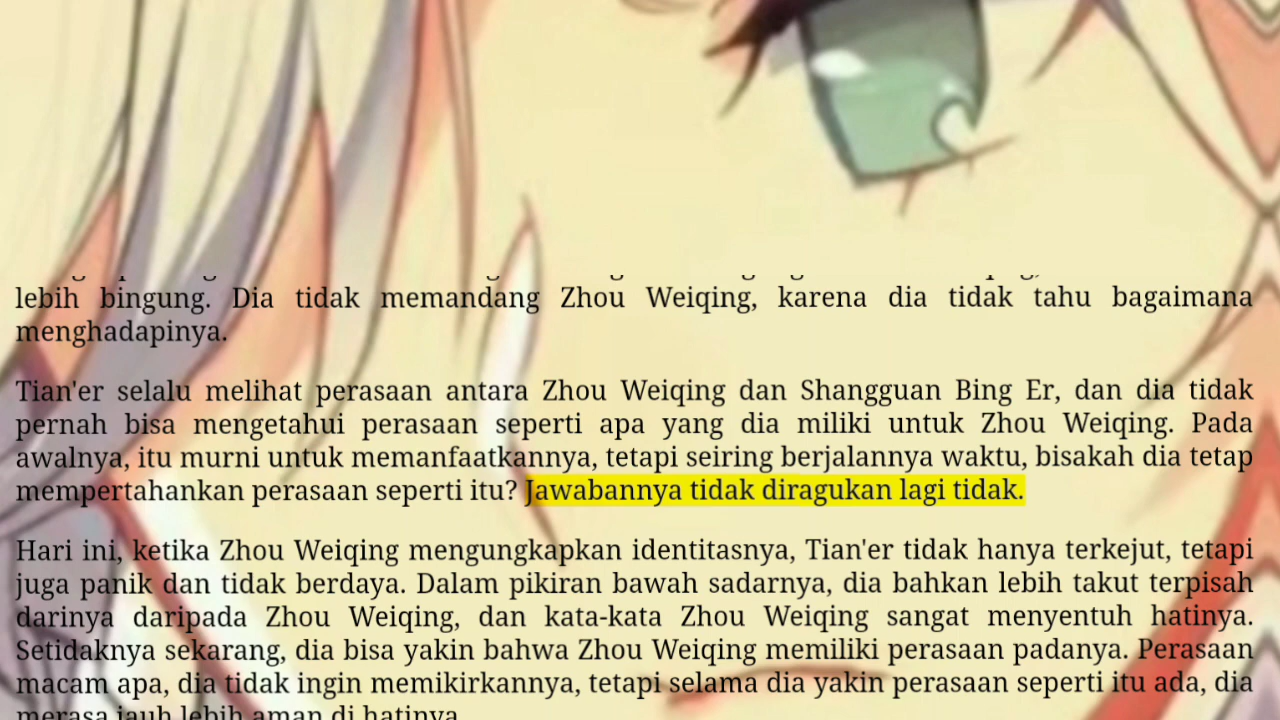 lebih bingung. Dia tidak memandang Zhou Weiqing, karena dia tidak tahu bagaimana
menghadapinya.
Tian'er selalu melihat perasaan antara Zhou Weiqing dan Shangguan Bing Er, dan dia tidak
pernah bisa mengetahui perasaan seperti apa yang dia miliki untuk Zhou Weiqing. Pada
awalnya, itu murni untuk memanfaatkannya, tetapi seiring berjalannya waktu, bisakah dia tetap
mempertahankan perasaan seperti itu? Jawabannya tidak diragukan lagi tidak.
Hari ini, ketika Zhou Weiqing mengungkapkan identitasnya, Tian'er tidak hanya terkejut, tetapi
juga panik dan tidak berdaya. Dalam pikiran bawah sadarnya, dia bahkan lebih takut terpisah
darinya daripada Zhou Weiqing, dan kata-kata Zhou Weiqing sangat menyentuh hatinya.
Setidaknya sekarang, dia bisa yakin bahwa Zhou Weiqing memiliki perasaan padanya. Perasaan
macam apa, dia tidak ingin memikirkannya, tetapi selama dia yakin perasaan seperti itu ada, dia
merasa jauh lebih aman di hatinya.